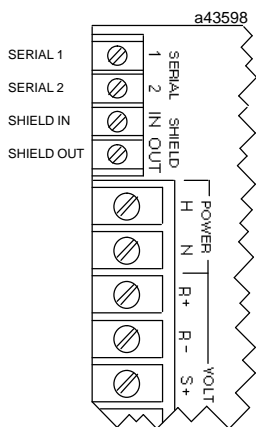 a43598
SERIAL 1
SERIAL 2
SHIELD IN
SHIELD OUT
1 2 SERIAL
IN OUT SHIELD
H N POWER
R+ R- S+ VOLT